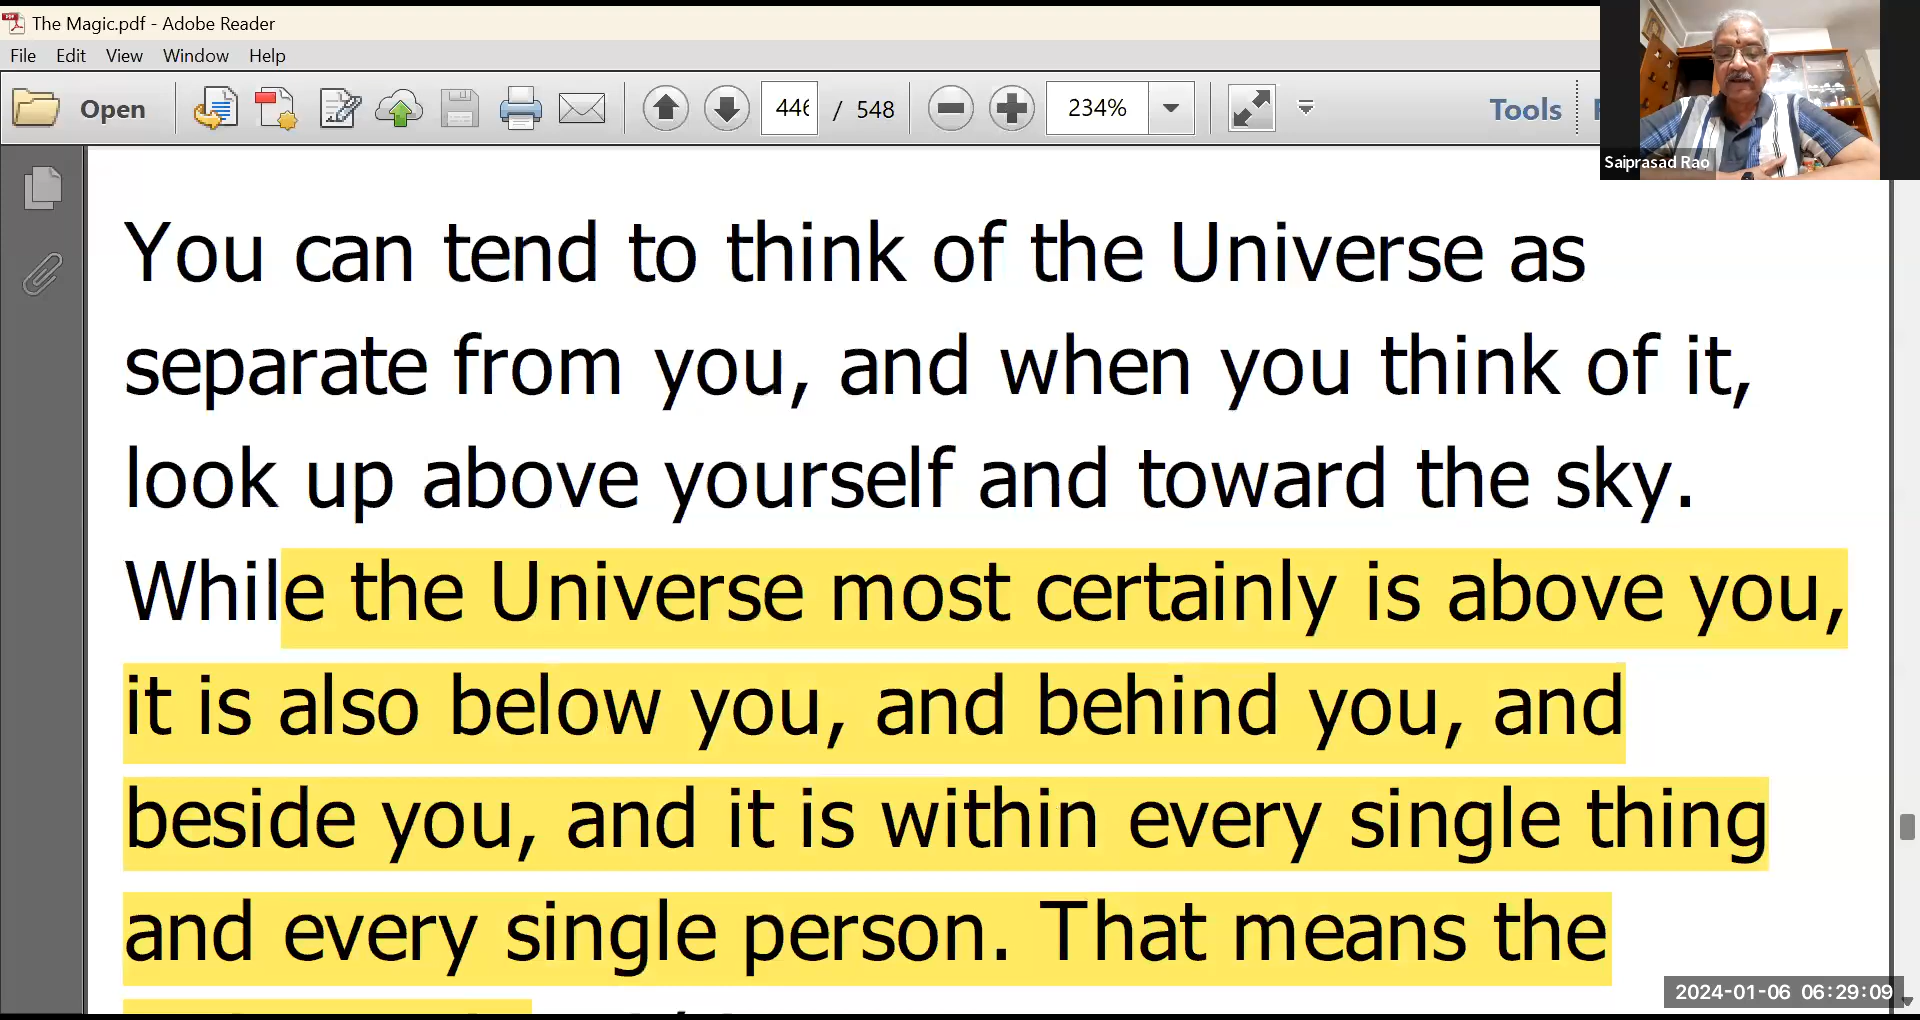 The Magic.pdf - Adobe Reader
File Edit View Window Help
Open 446 / 548 234% Tools
Saiprasad Rao
You can tend to think of the Universe as
separate from you, and when you think of it,
look up above yourself and toward the sky.
While the Universe most certainly is above you,
it is also below you, and behind you, and
beside you, and it is within every single thing
and every single person. That means the
2024-01-06 06:29:09